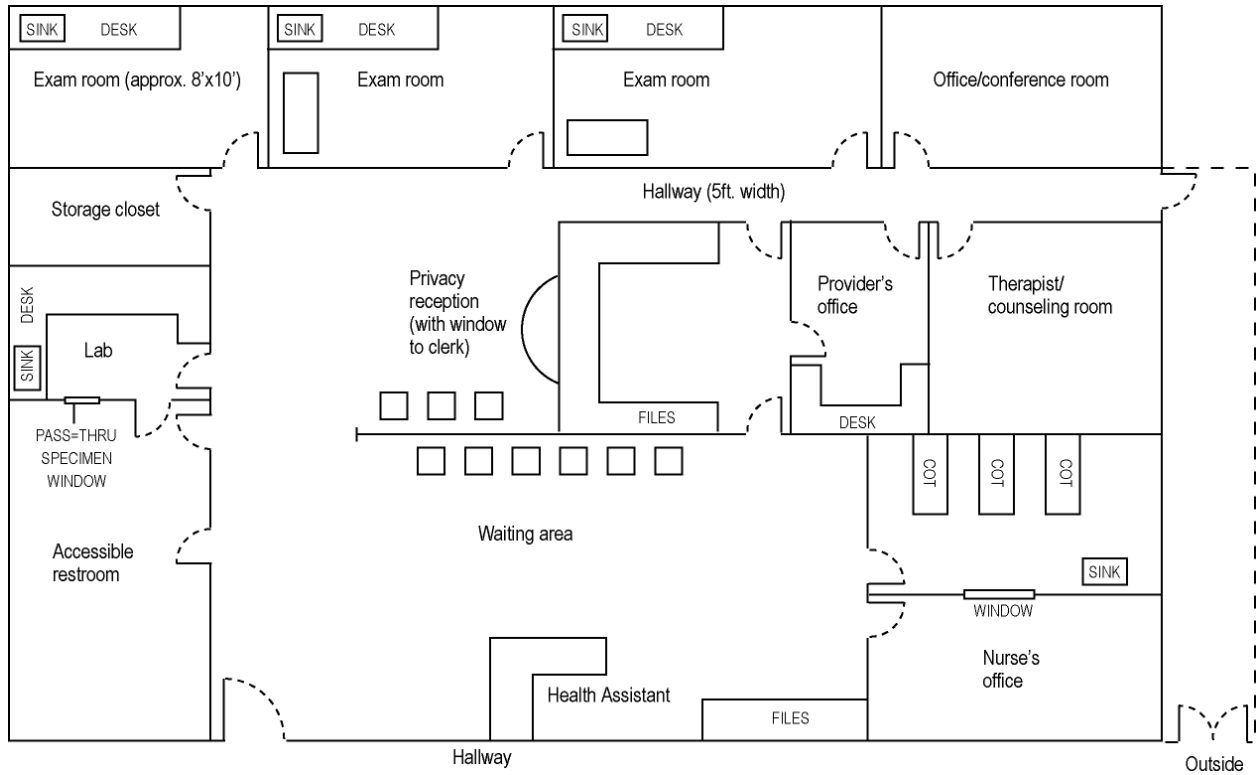 SINK DESK
SINK DESK
SINK DESK
Exam room (approx. 8'x10')
Exam room
Exam room
Office/conference room
Hallway (5ft. width)
Storage closet
Privacy
reception
(with window
to clerk)
Provider's
office
Therapist/
counseling room
DESK
SINK
Lab
FILES
DESK
PASS=THRU
SPECIMEN
WINDOW
COT
COT
COT
Waiting area
Accessible
restroom
SINK
WINDOW
Nurse's
office
Health Assistant
FILES
Hallway
Outside